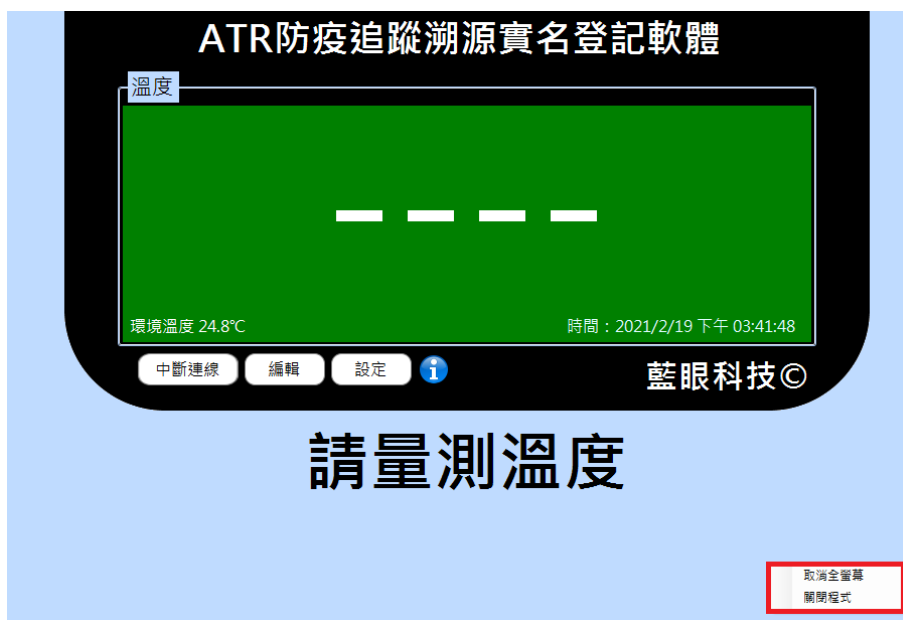 ATR防疫追蹤溯源實名登記軟體
溫度
– – – –
環境溫度 24.8℃
時間：2021/2/19 下午 03:41:48
中斷連線
編輯
設定
藍眼科技©
請量測溫度
取消全螢幕
關閉程式